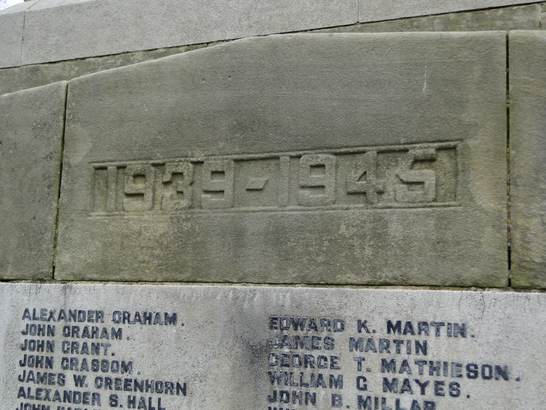 1939-1945
ALEXANDER GRAHAM.
JOHN GRAHAM.
JOHN GRANT.
JOHN GRASSOM.
JAMES W. GREENHORN
ALEXANDER S. HALL
JOHN
EDWARD K. MARTIN.
JAMES MARTIN
GEORGE T. MATHIESON.
WILLIAM G. MAYES.
JOHN B. MILLAR